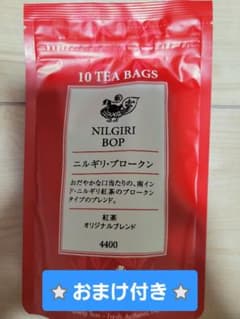 10 TEA BAGS
NILGIRI
BOP
ニルギリ・ブロークン
おだやかな口当たりの、南イン
ド・ニルギリ紅茶のブロークン
タイプのブレンド。
紅茶
オリジナルブレンド
4400
おまけ付き